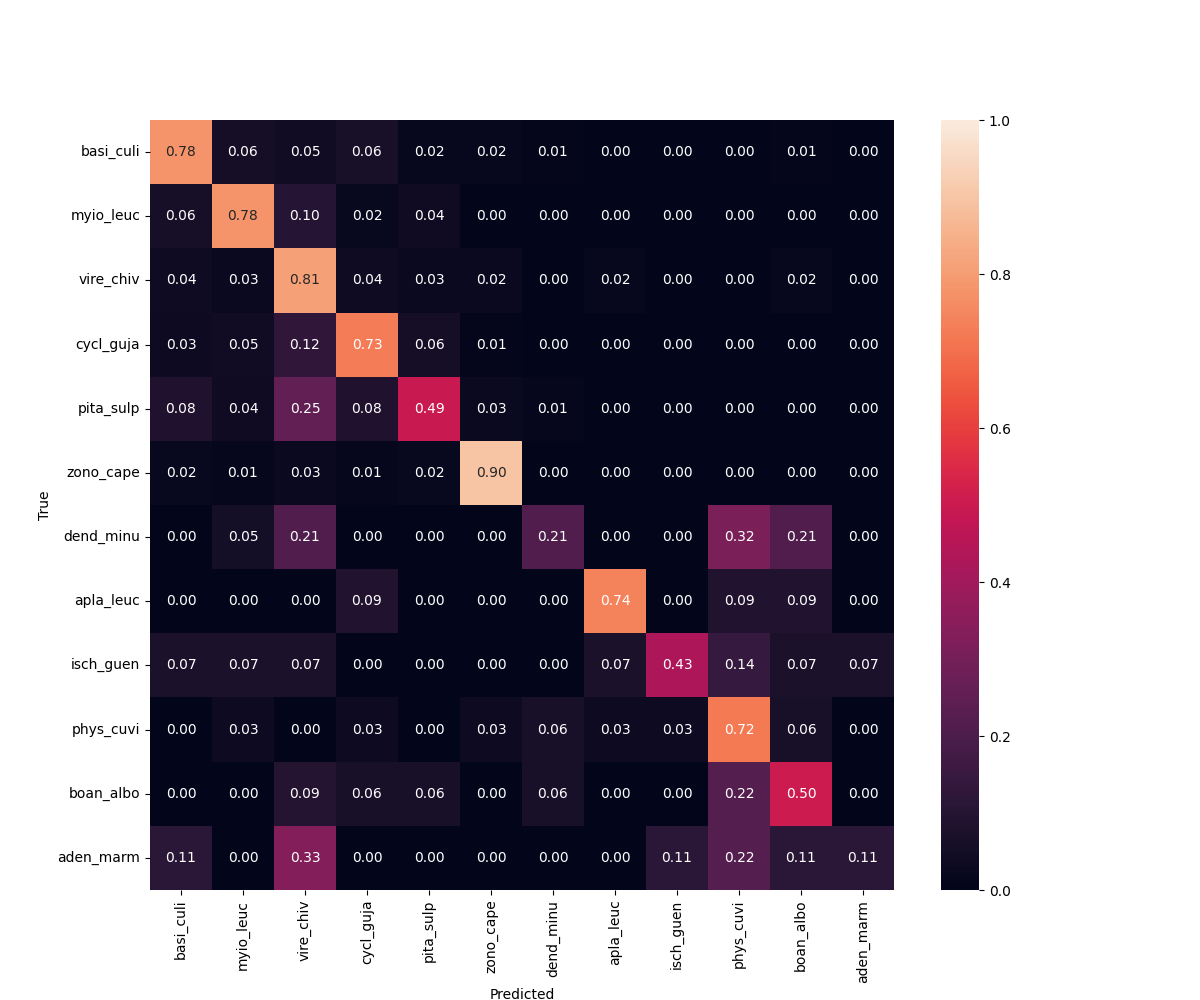 1.0
basi_culi 0.78 0.06 0.05 0.06 0.02 0.02 0.01 0.00 0.00 0.00 0.01 0.00
myio_leuc 0.06 0.78 0.10 0.02 0.04 0.00 0.00 0.00 0.00 0.00 0.00 0.00
vire_chiv 0.04 0.03 0.81 0.04 0.03 0.02 0.00 0.02 0.00 0.00 0.02 0.00
0.8
cycl_guja 0.03 0.05 0.12 0.73 0.06 0.01 0.00 0.00 0.00 0.00 0.00 0.00
pita_sulp 0.08 0.04 0.25 0.08 0.49 0.03 0.01 0.00 0.00 0.00 0.00 0.00
0.6
zono_cape 0.02 0.01 0.03 0.01 0.02 0.90 0.00 0.00 0.00 0.00 0.00 0.00
True
dend_minu 0.00 0.05 0.21 0.00 0.00 0.00 0.21 0.00 0.00 0.32 0.21 0.00
0.4
apla_leuc 0.00 0.00 0.00 0.09 0.00 0.00 0.00 0.74 0.00 0.09 0.09 0.00
isch_guen 0.07 0.07 0.07 0.00 0.00 0.00 0.00 0.07 0.43 0.14 0.07 0.07
phys_cuvi 0.00 0.03 0.00 0.03 0.00 0.03 0.06 0.03 0.03 0.72 0.06 0.00
0.2
boan_albo 0.00 0.00 0.09 0.06 0.06 0.00 0.06 0.00 0.00 0.22 0.50 0.00
aden_marm 0.11 0.00 0.33 0.00 0.00 0.00 0.00 0.00 0.11 0.22 0.11 0.11
0.0
basi_culi
myio_leuc
vire_chiv
cycl_guja
pita_sulp
zono_cape
dend_minu
apla_leuc
isch_guen
phys_cuvi
boan_albo
aden_marm
Predicted